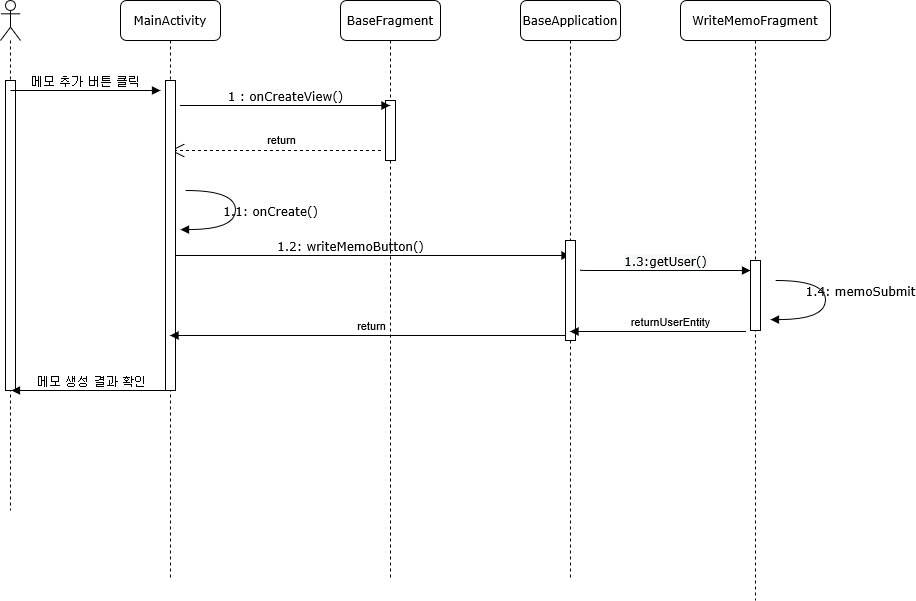 MainActivity
BaseFragment
BaseApplication
WriteMemoFragment
메모 추가 버튼 클릭
1 : onCreateView()
return
1.1: onCreate()
1.2: writeMemoButton()
1.3:getUser()
1.4: memoSubmit
returnUserEntity
return
메모 생성 결과 확인